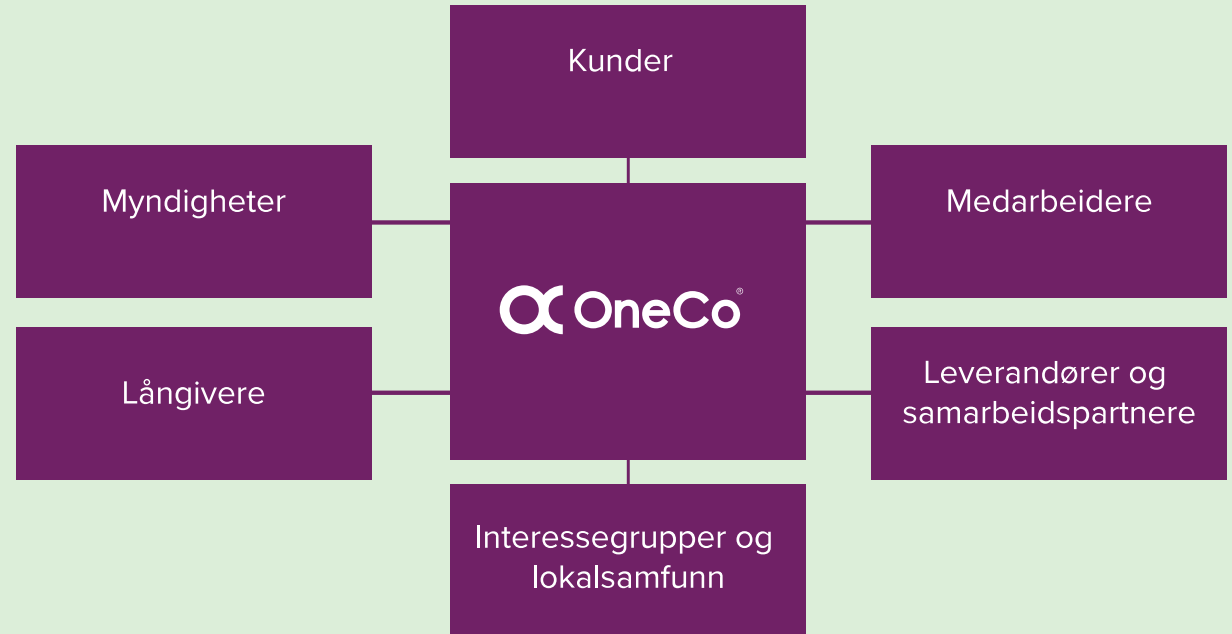 Kunder
Myndigheter
Medarbeidere
OneCo®
Långivere
Leverandører og
samarbeidspartnere
Interessegrupper og
lokalsamfunn